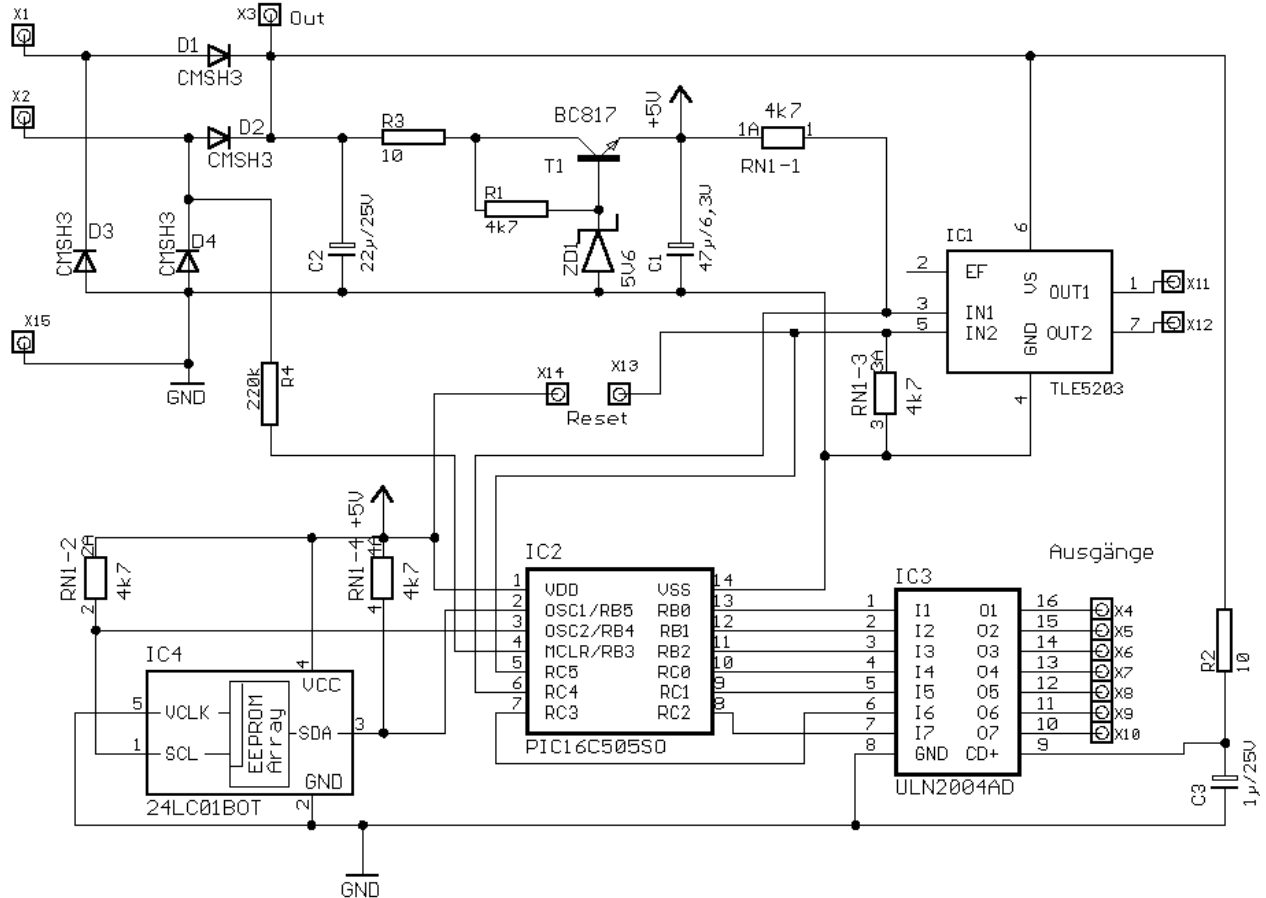 X1
X3 Out
D1
CMSH3
X2
D2
CMSH3
R3
10
BC817
T1
+5V
4k7
1A 1
RN1-1
R1
4k7
CMSH3
D3
CMSH3
D4
C2
22µ/25V
ZD1
5V6
C1
47µ/6,3V
IC1
6
2 EF
VS
OUT1 1 X11
3 IN1
5 IN2
GND
OUT2 7 X12
4
TLE5203
X15
GND
220k
R4
X14
X13
Reset
RN1-3
3A
4k7
3
+5V
RN1-2
2A
4k7
2
RN1-4
4A
4k7
4
IC2
1 VDD VSS 14
2 OSC1/RB5 RB0 13
3 OSC2/RB4 RB1 12
4 MCLR/RB3 RB2 11
5 RC5 RC0 10
6 RC4 RC1 9
7 RC3 RC2 8
PIC16C505SO
Ausgänge
IC3
1 I1 O1 16 X4
2 I2 O2 15 X5
3 I3 O3 14 X6
4 I4 O4 13 X7
5 I5 O5 12 X8
6 I6 O6 11 X9
7 I7 O7 10 X10
8 GND CD+ 9
ULN2004AD
R2
10
C3
1µ/25V
IC4
4
VCC
5 VCLK
EEPROM
Array
SDA 3
1 SCL
GND
2
24LC01BOT
GND